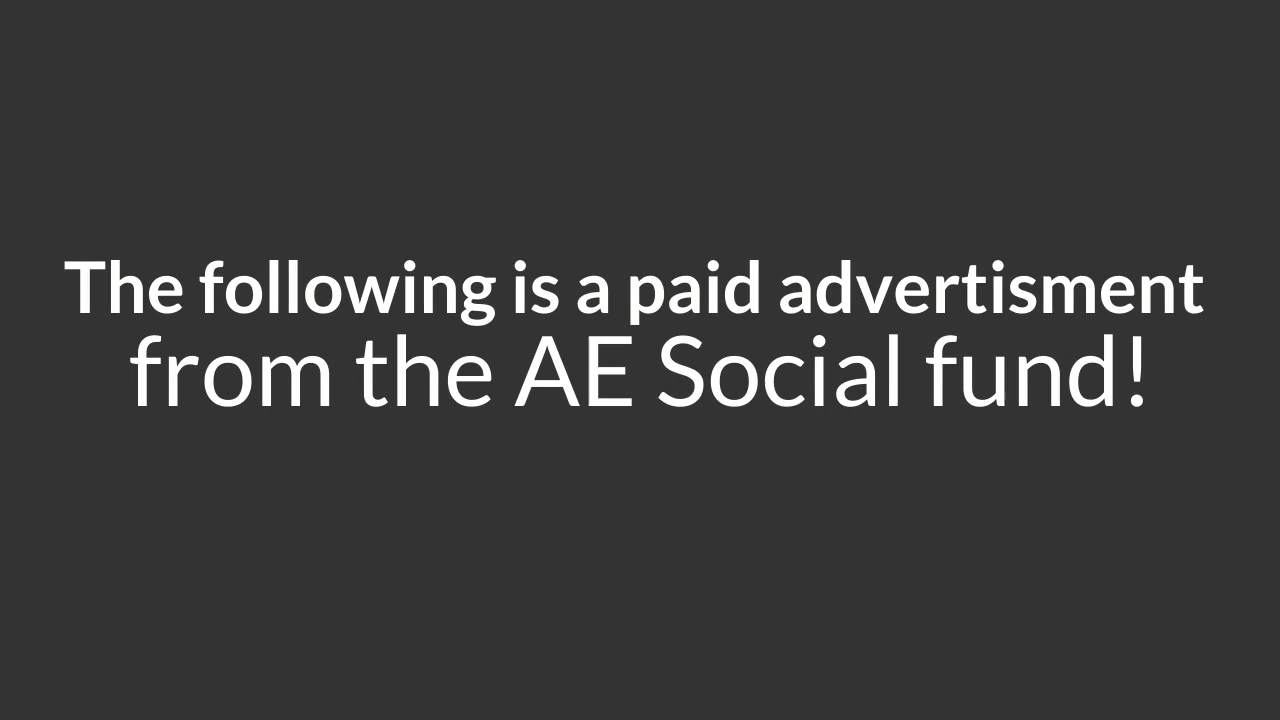 The following is a paid advertisment
from the AE Social fund!